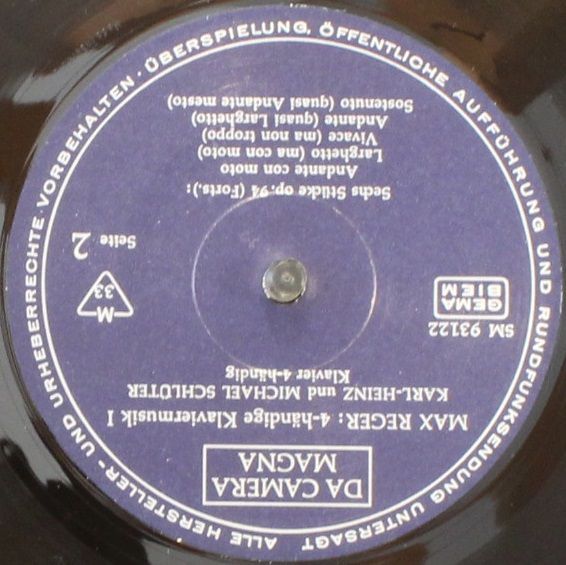 ALLE HERSTELLER- UND URHEBERRECHTE VORBEHALTEN · ÜBERSPIELUNG, ÖFFENTLICHE AUFFÜHRUNG UND RUNDFUNKSENDUNG UNTERSAGT
DA CAMERA
MAGNA
MAX REGER: 4-händige Klaviermusik I
KARL-HEINZ und MICHAEL SCHLÜTER
Klavier 4-händig
SM 93122
GEMA
BIEM
M
33
Seite 2
Sechs Stücke op. 94 (Forts.):
Andante con moto
Larghetto (ma con moto)
Vivace (ma non troppo)
Andante (quasi Larghetto)
Sostenuto (quasi Andante mesto)